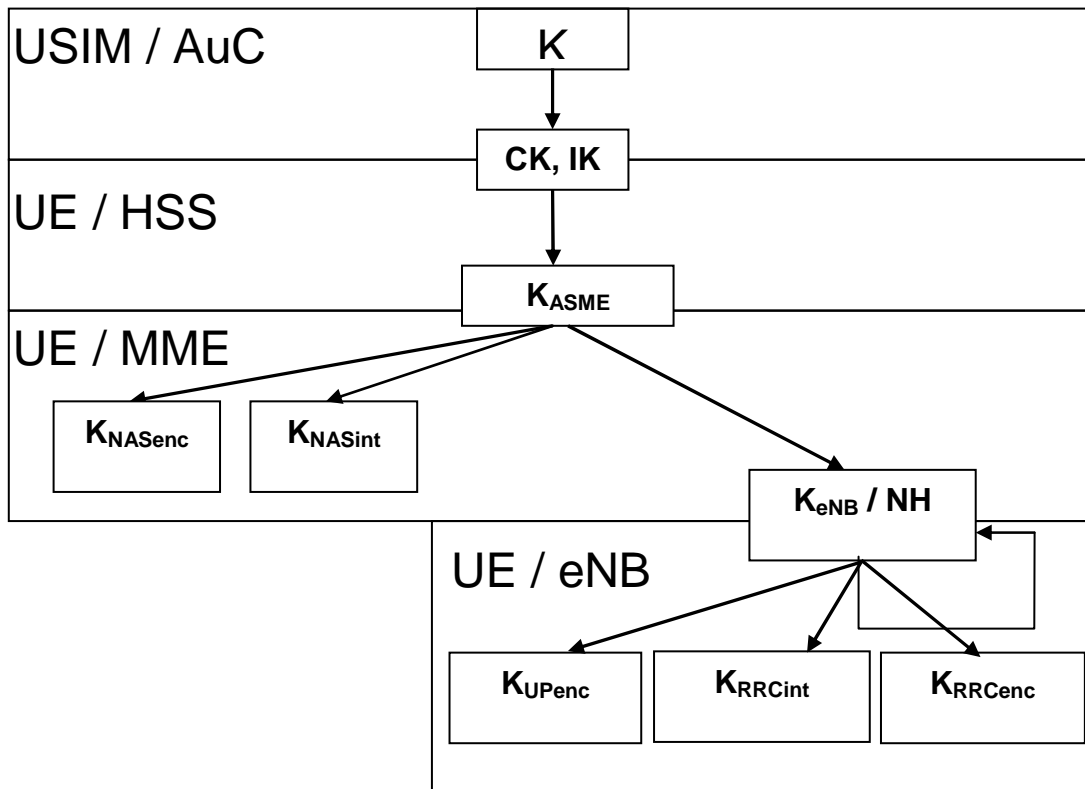 USIM / AuC
K
CK, IK
UE / HSS
KASME
UE / MME
KNASenc
KNASint
KeNB / NH
UE / eNB
KUPenc
KRRCint
KRRCenc